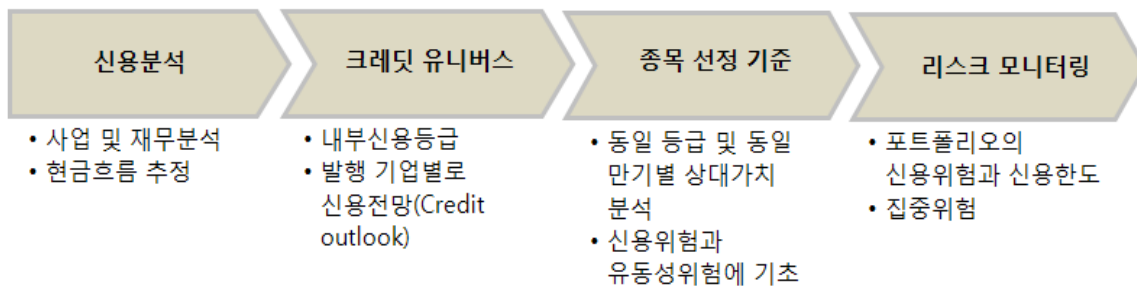 신용분석
크레딧 유니버스
종목 선정 기준
리스크 모니터링
• 사업 및 재무분석
• 현금흐름 추정
• 내부신용등급
• 발행 기업별로
신용전망(Credit
outlook)
• 동일 등급 및 동일
만기별 상대가치
분석
• 신용위험과
유동성위험에 기초
• 포트폴리오의
신용위험과 신용한도
• 집중위험